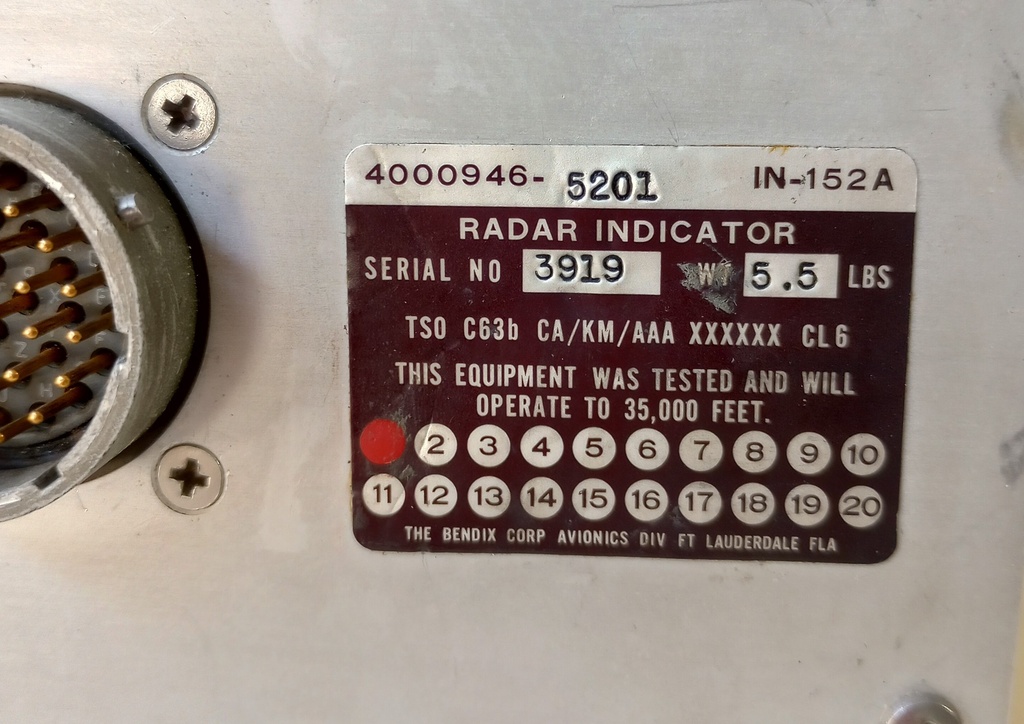 4000946- 5201 IN-152A
RADAR INDICATOR
SERIAL NO 3919 WT 5.5 LBS
TSO C63b CA/KM/AAA XXXXXX CL6
THIS EQUIPMENT WAS TESTED AND WILL
OPERATE TO 35,000 FEET.
2 3 4 5 6 7 8 9 10
11 12 13 14 15 16 17 18 19 20
THE BENDIX CORP AVIONICS DIV FT LAUDERDALE FLA